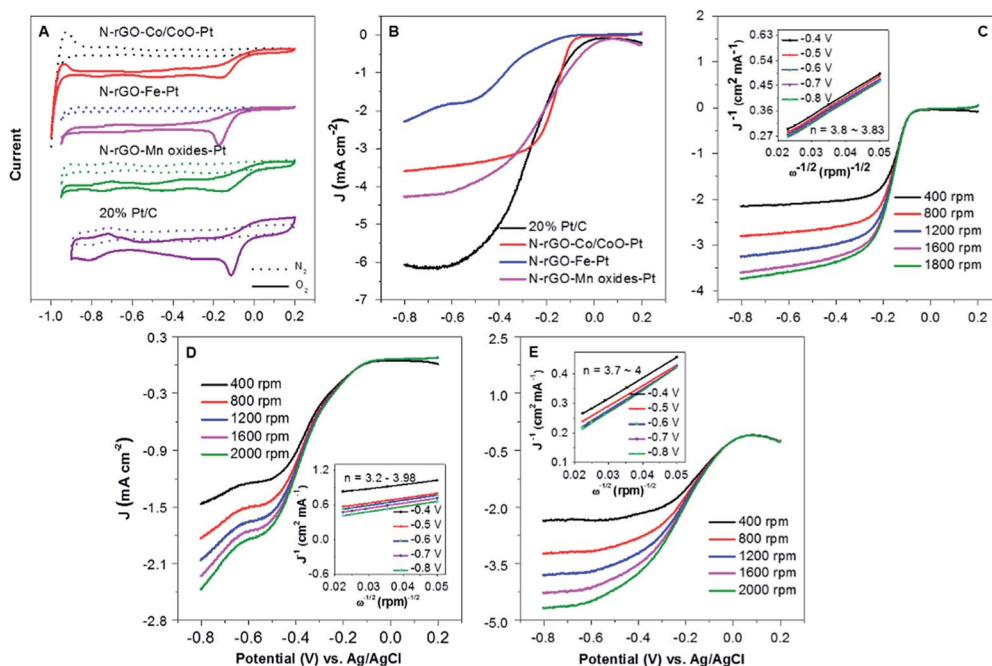 A
N-rGO-Co/CoO-Pt
N-rGO-Fe-Pt
N-rGO-Mn oxides-Pt
20% Pt/C
N₂
O₂
Current
-1.0 -0.8 -0.6 -0.4 -0.2 0.0 0.2
B
J (mA cm⁻²)
0
-1
-2
-3
-4
-5
-6
-7
20% Pt/C
N-rGO-Co/CoO-Pt
N-rGO-Fe-Pt
N-rGO-Mn oxides-Pt
-0.8 -0.6 -0.4 -0.2 0.0 0.2
C
2
1
0
-1
-2
-3
-4
J⁻¹ (cm² mA⁻¹)
0.63
0.54
0.45
0.36
0.27
-0.4 V
-0.5 V
-0.6 V
-0.7 V
-0.8 V
n = 3.8 ~ 3.83
0.02 0.03 0.04 0.05
ω⁻¹/² (rpm)⁻¹/²
400 rpm
800 rpm
1200 rpm
1600 rpm
1800 rpm
-0.8 -0.6 -0.4 -0.2 0.0 0.2
D
J (mA cm⁻²)
0.3
-0.3
-0.9
-1.5
-2.1
-2.8
400 rpm
800 rpm
1200 rpm
1600 rpm
2000 rpm
J⁻¹ (cm² mA⁻¹)
1.2
0.6
0.0
-0.6
n = 3.2 - 3.98
-0.4 V
-0.5 V
-0.6 V
-0.7 V
-0.8 V
0.02 0.03 0.04 0.05
ω⁻¹/² (rpm)⁻¹/²
-0.8 -0.6 -0.4 -0.2 0.0 0.2
Potential (V) vs. Ag/AgCl
E
2.5
1.0
-0.5
-2.0
-3.5
-5.0
J⁻¹ (cm² mA⁻¹)
0.4
0.3
0.2
0.1
n = 3.7 ~ 4
-0.4 V
-0.5 V
-0.6 V
-0.7 V
-0.8 V
0.02 0.03 0.04 0.05
ω⁻¹/² (rpm)⁻¹/²
400 rpm
800 rpm
1200 rpm
1600 rpm
2000 rpm
-0.8 -0.6 -0.4 -0.2 0.0 0.2
Potential (V) vs. Ag/AgCl